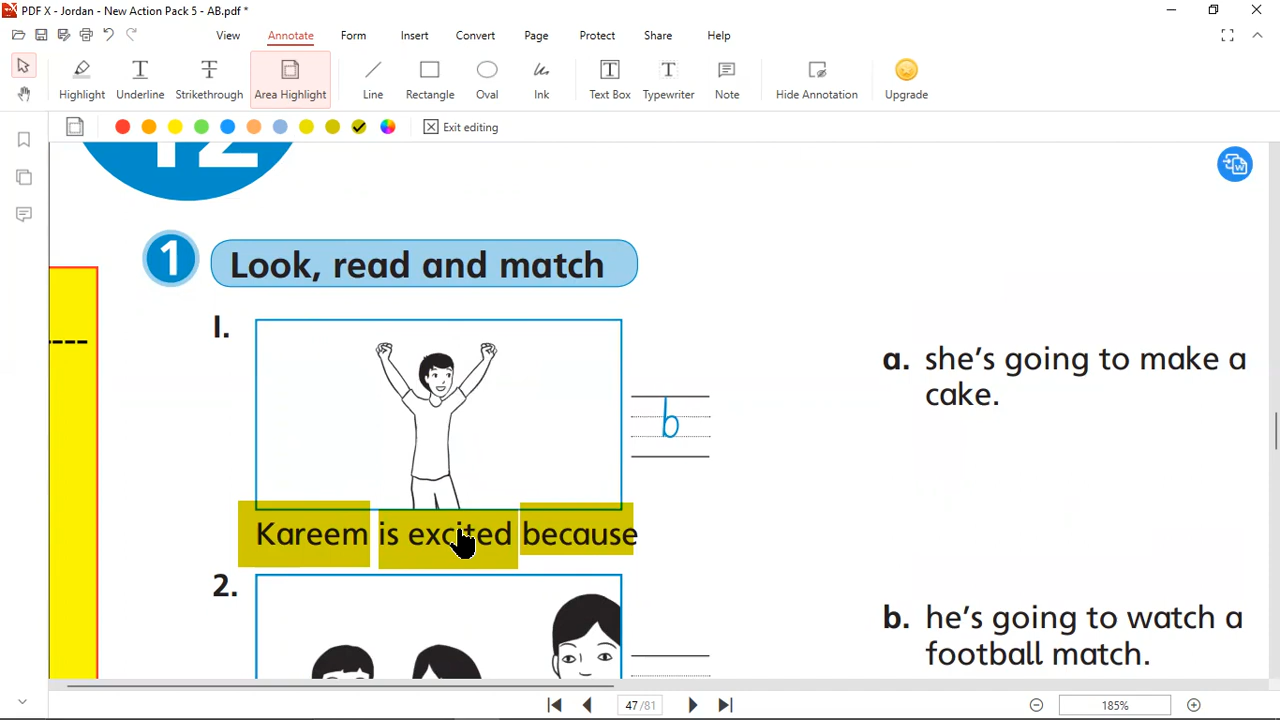 PDF X - Jordan - New Action Pack 5 - AB.pdf *
View Annotate Form Insert Convert Page Protect Share Help
Highlight Underline Strikethrough Area Highlight Line Rectangle Oval Ink Text Box Typewriter Note Hide Annotation Upgrade
Exit editing
12
1 Look, read and match
1.
b
Kareem is excited because
a. she's going to make a
cake.
2.
b. he's going to watch a
football match.
47 /81
185%